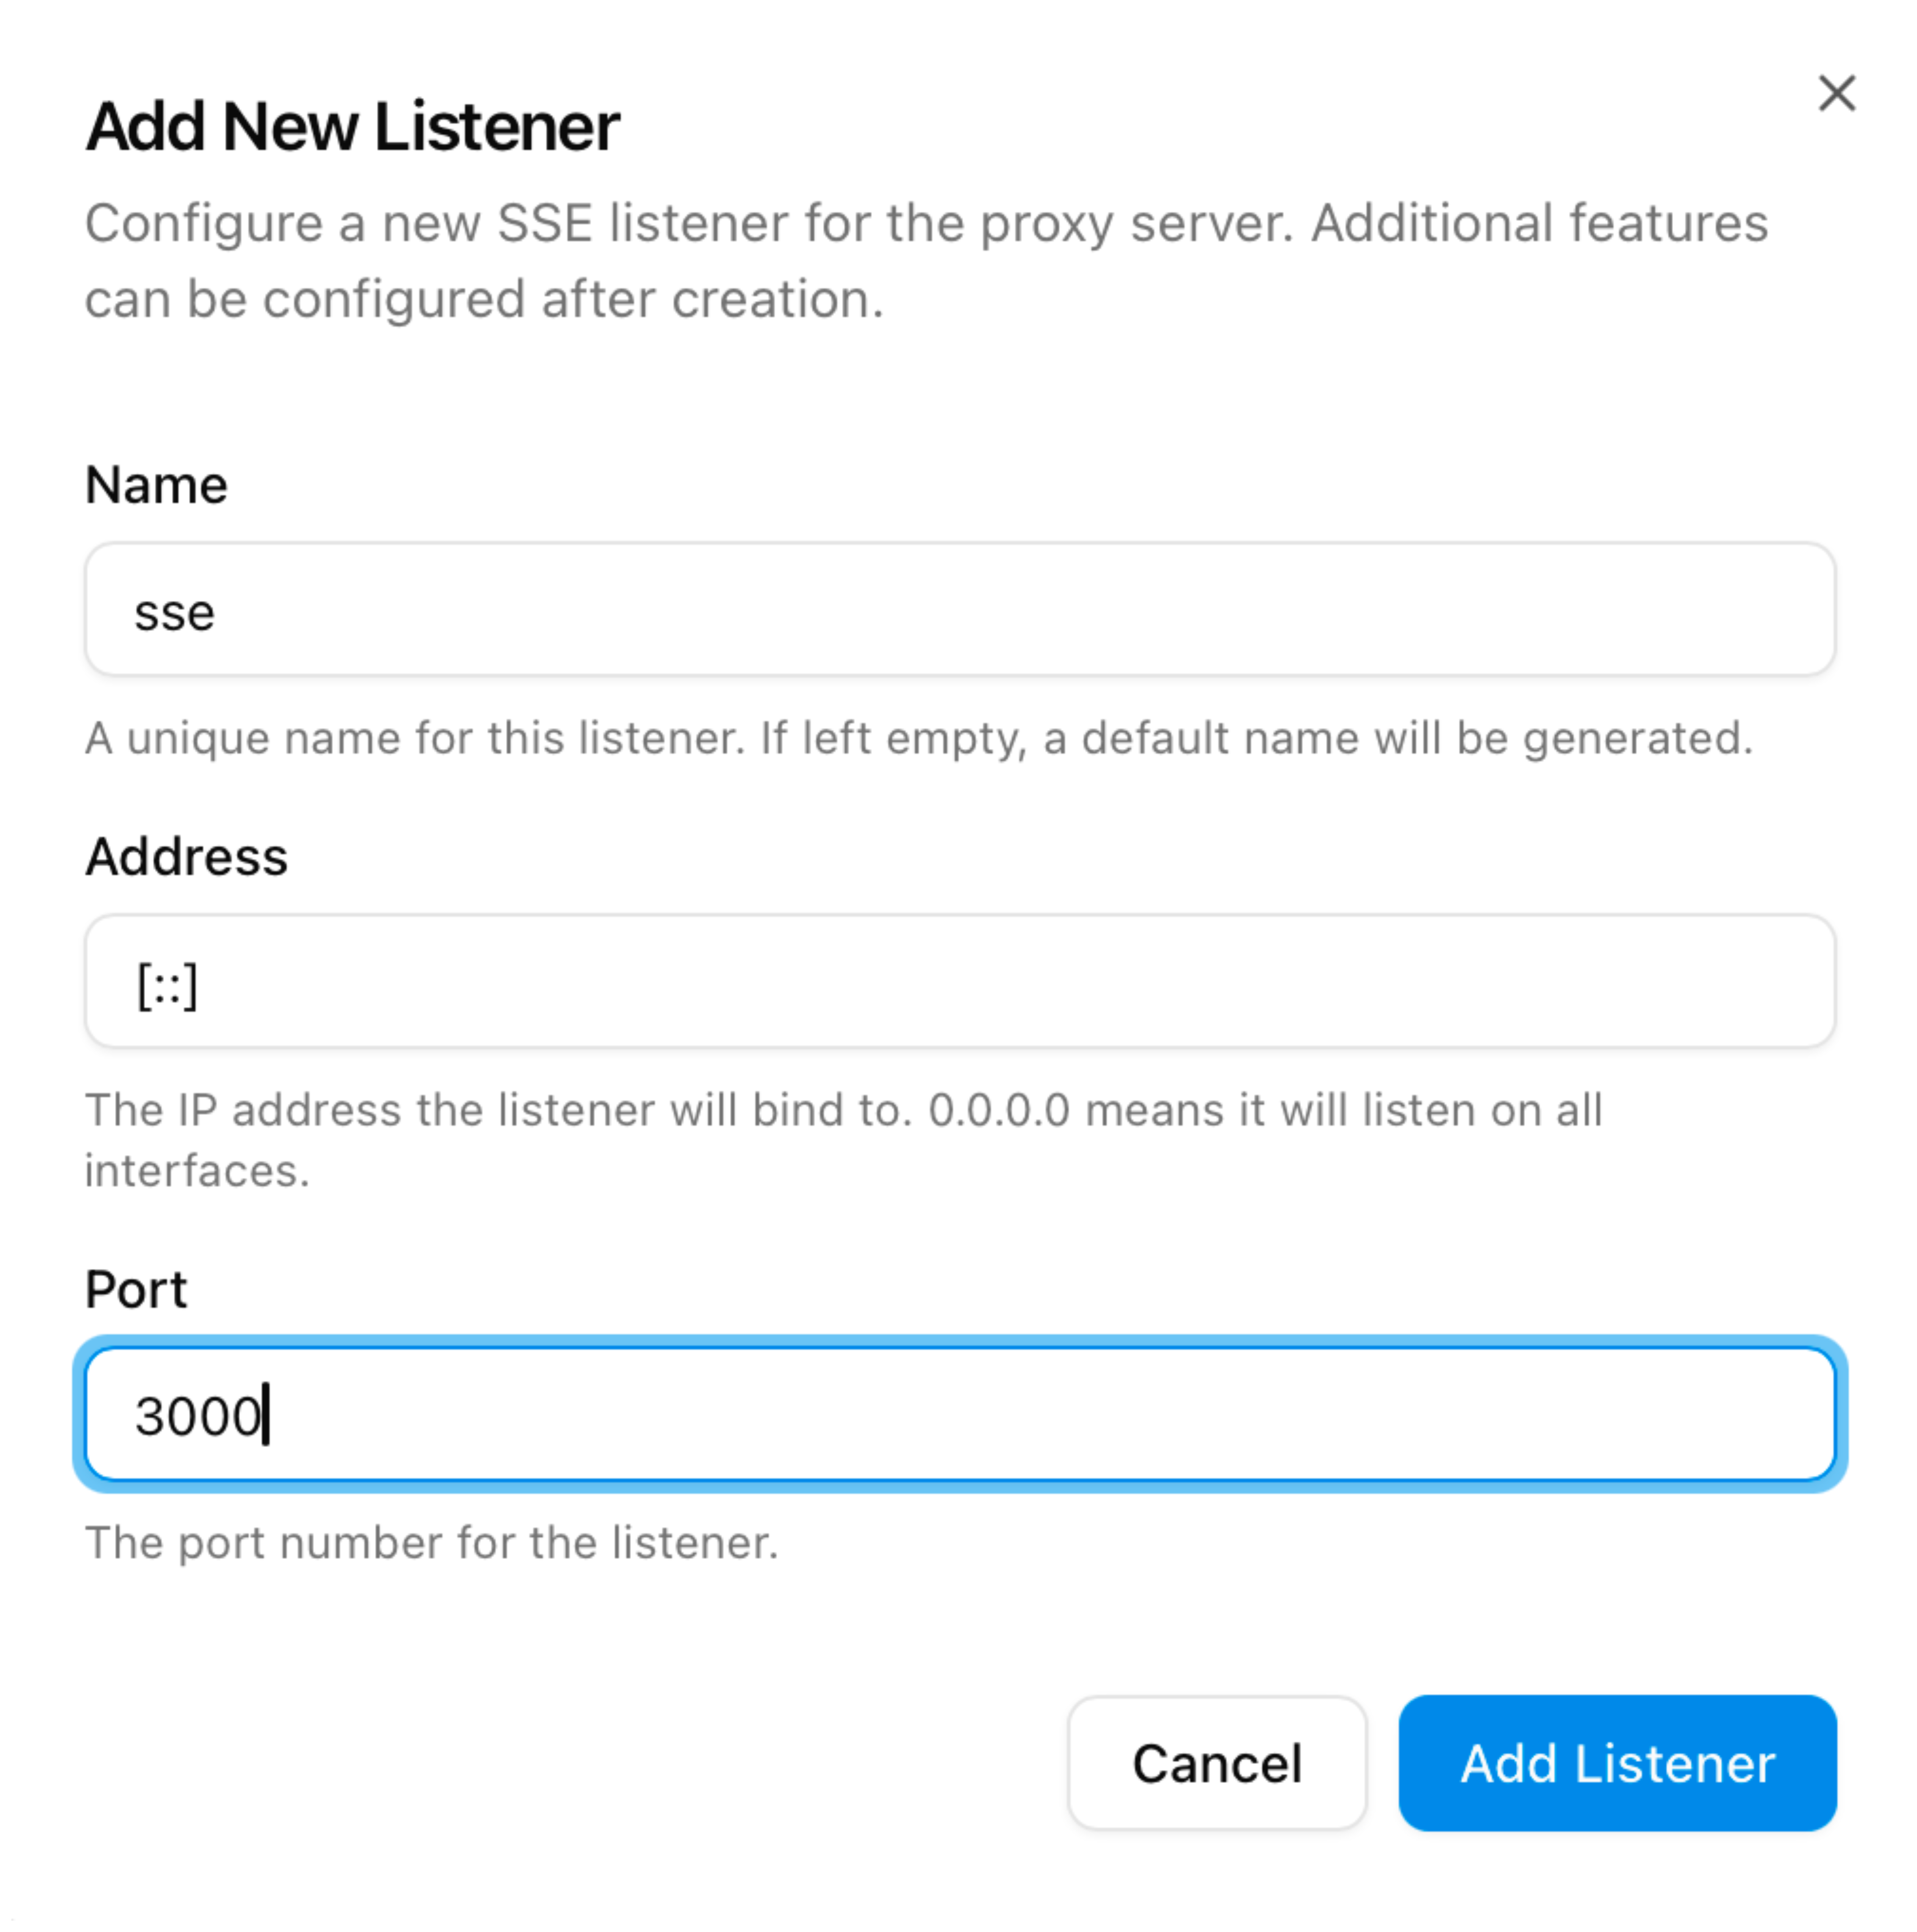 Add New Listener
Configure a new SSE listener for the proxy server. Additional features
can be configured after creation.
Name
sse
A unique name for this listener. If left empty, a default name will be generated.
Address
[::]
The IP address the listener will bind to. 0.0.0.0 means it will listen on all
interfaces.
Port
3000
The port number for the listener.
Cancel
Add Listener